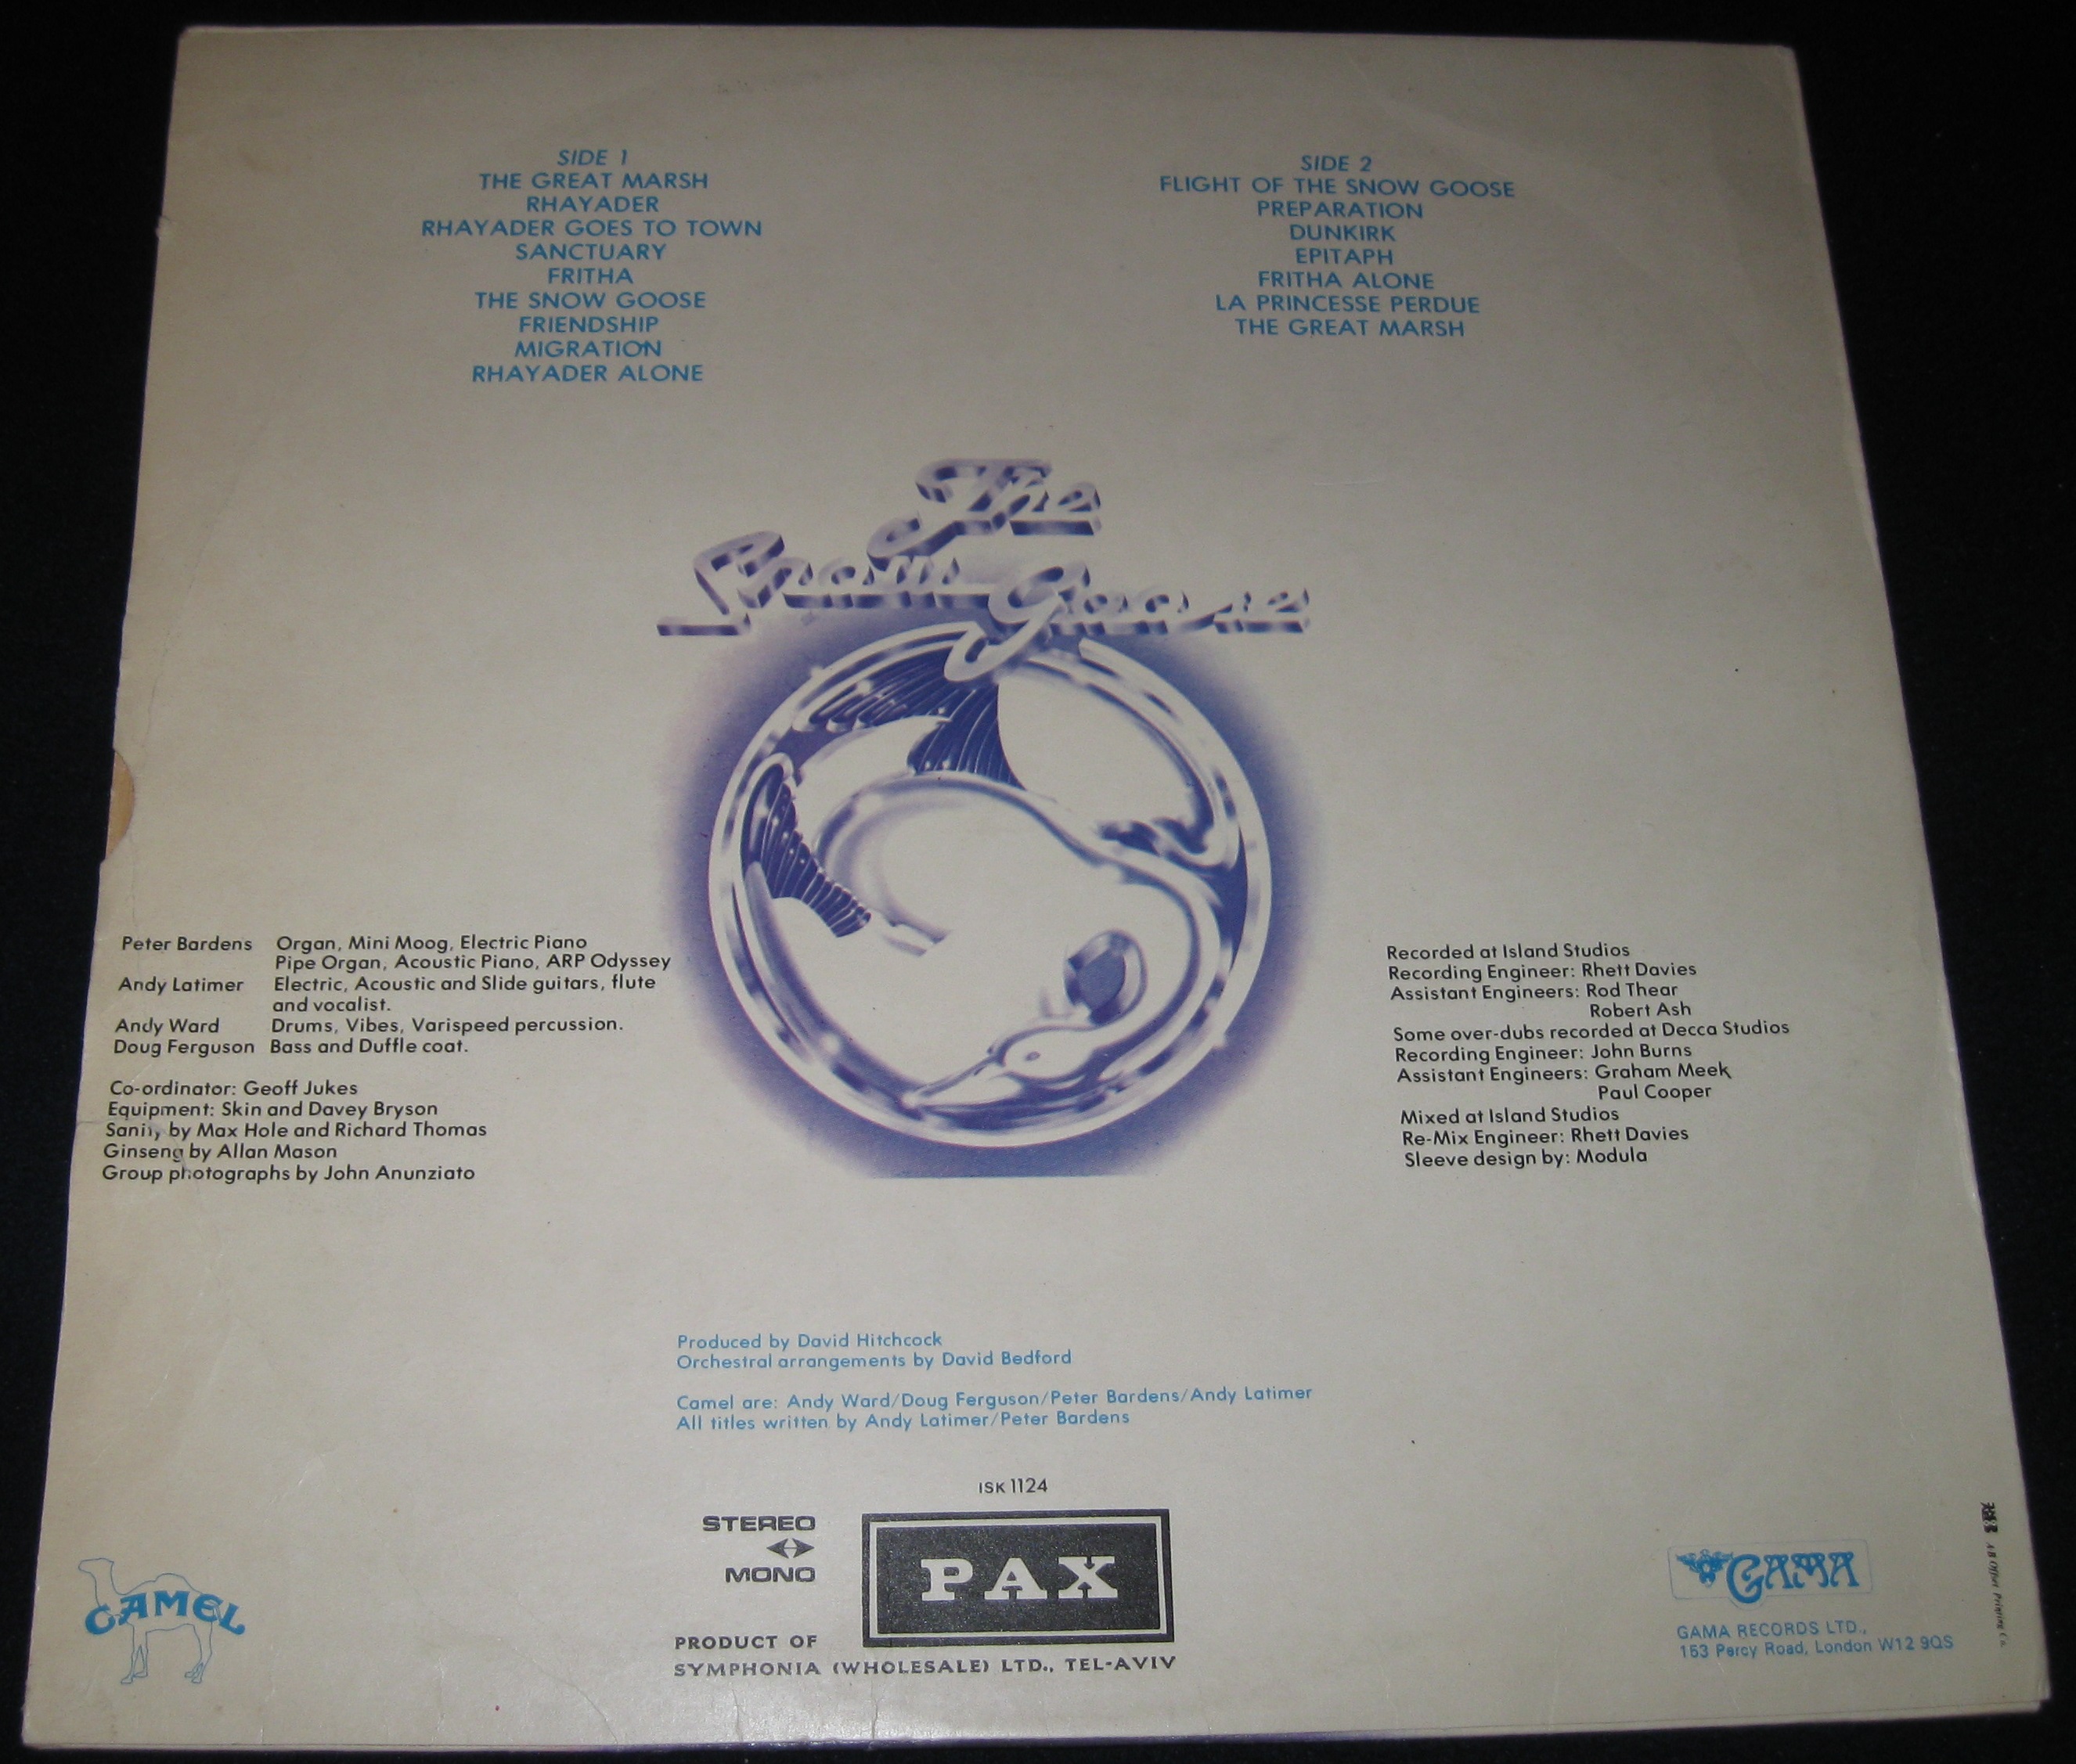 SIDE 1
THE GREAT MARSH
RHAYADER
RHAYADER GOES TO TOWN
SANCTUARY
FRITHA
THE SNOW GOOSE
FRIENDSHIP
MIGRATION
RHAYADER ALONE
SIDE 2
FLIGHT OF THE SNOW GOOSE
PREPARATION
DUNKIRK
EPITAPH
FRITHA ALONE
LA PRINCESSE PERDUE
THE GREAT MARSH
The
Snow Goose
Peter Bardens Organ, Mini Moog, Electric Piano
Pipe Organ, Acoustic Piano, ARP Odyssey
Andy Latimer Electric, Acoustic and Slide guitars, flute
and vocalist.
Andy Ward Drums, Vibes, Varispeed percussion.
Doug Ferguson Bass and Duffle coat.
Co-ordinator: Geoff Jukes
Equipment: Skin and Davey Bryson
Sanity by Max Hole and Richard Thomas
Ginseng by Allan Mason
Group photographs by John Anunziato
Recorded at Island Studios
Recording Engineer: Rhett Davies
Assistant Engineers: Rod Thear
Robert Ash
Some over-dubs recorded at Decca Studios
Recording Engineer: John Burns
Assistant Engineers: Graham Meek
Paul Cooper
Mixed at Island Studios
Re-Mix Engineer: Rhett Davies
Sleeve design by: Modula
Produced by David Hitchcock
Orchestral arrangements by David Bedford
Camel are: Andy Ward/Doug Ferguson/Peter Bardens/Andy Latimer
All titles written by Andy Latimer/Peter Bardens
ISK 1124
STEREO
MONO
PAX
PRODUCT OF
SYMPHONIA (WHOLESALE) LTD., TEL-AVIV
CAMEL
GAMA
GAMA RECORDS LTD.,
153 Percy Road, London W12 9QS
Offset Printing Co.